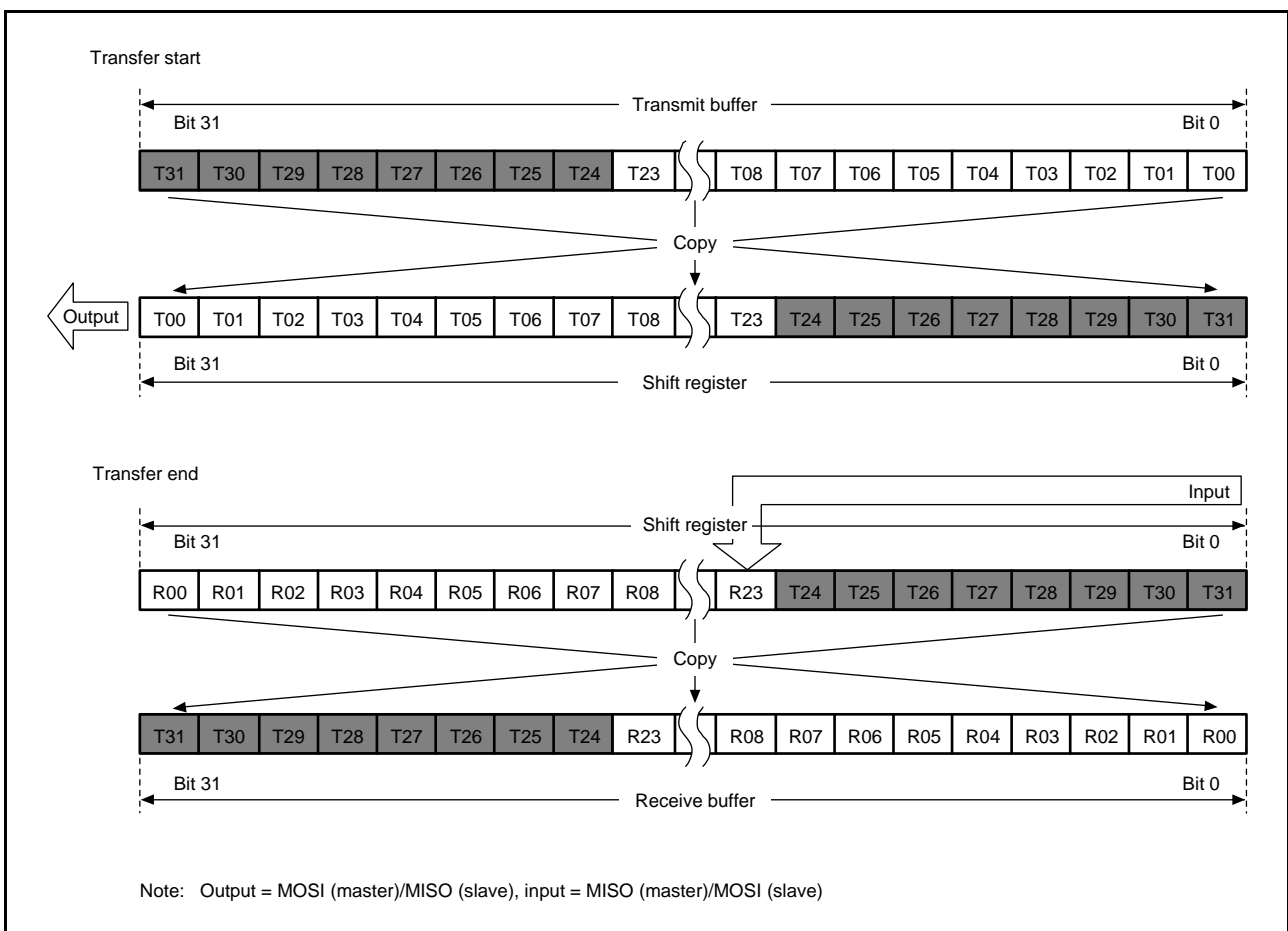 Transfer start
Transmit buffer
Bit 31 Bit 0
T31 T30 T29 T28 T27 T26 T25 T24 T23 T08 T07 T06 T05 T04 T03 T02 T01 T00
Copy
Output T00 T01 T02 T03 T04 T05 T06 T07 T08 T23 T24 T25 T26 T27 T28 T29 T30 T31
Bit 31 Bit 0
Shift register
Transfer end
Input
Shift register
Bit 31 Bit 0
R00 R01 R02 R03 R04 R05 R06 R07 R08 R23 T24 T25 T26 T27 T28 T29 T30 T31
Copy
T31 T30 T29 T28 T27 T26 T25 T24 R23 R08 R07 R06 R05 R04 R03 R02 R01 R00
Bit 31 Bit 0
Receive buffer
Note: Output = MOSI (master)/MISO (slave), input = MISO (master)/MOSI (slave)